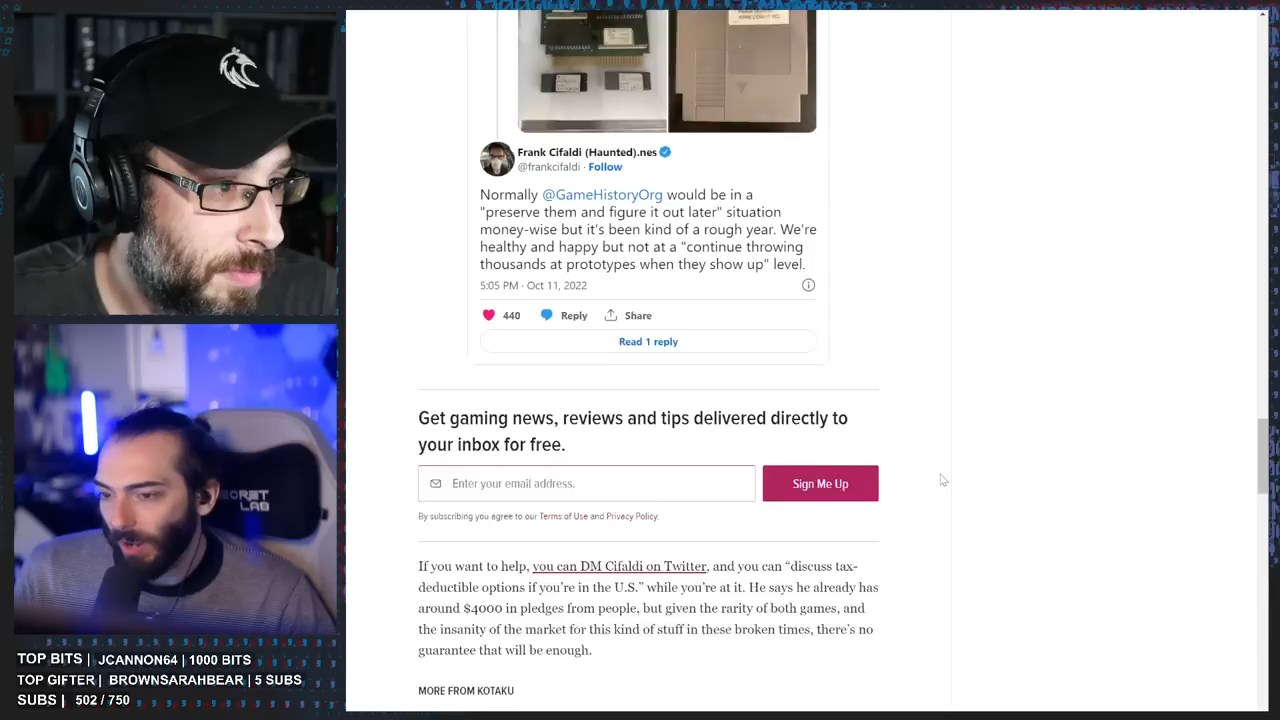 Frank Cifaldi (Haunted).nes
@frankcifaldi · Follow
Normally @GameHistoryOrg would be in a
"preserve them and figure it out later" situation
money-wise but it's been kind of a rough year. We're
healthy and happy but not at a "continue throwing
thousands at prototypes when they show up" level.
5:05 PM · Oct 11, 2022
440 Reply Share
Read 1 reply
Get gaming news, reviews and tips delivered directly to
your inbox for free.
Enter your email address.
Sign Me Up
By subscribing you agree to our Terms of Use and Privacy Policy.
If you want to help, you can DM Cifaldi on Twitter, and you can “discuss tax-
deductible options if you’re in the U.S.” while you’re at it. He says he already has
around $4000 in pledges from people, but given the rarity of both games, and
the insanity of the market for this kind of stuff in these broken times, there’s no
guarantee that will be enough.
MORE FROM KOTAKU
TOP BITS | JCANNON64 | 1000 BITS
TOP GIFTER | BROWNSARAHBEAR | 5 SUBS
SUBS | 502 / 750